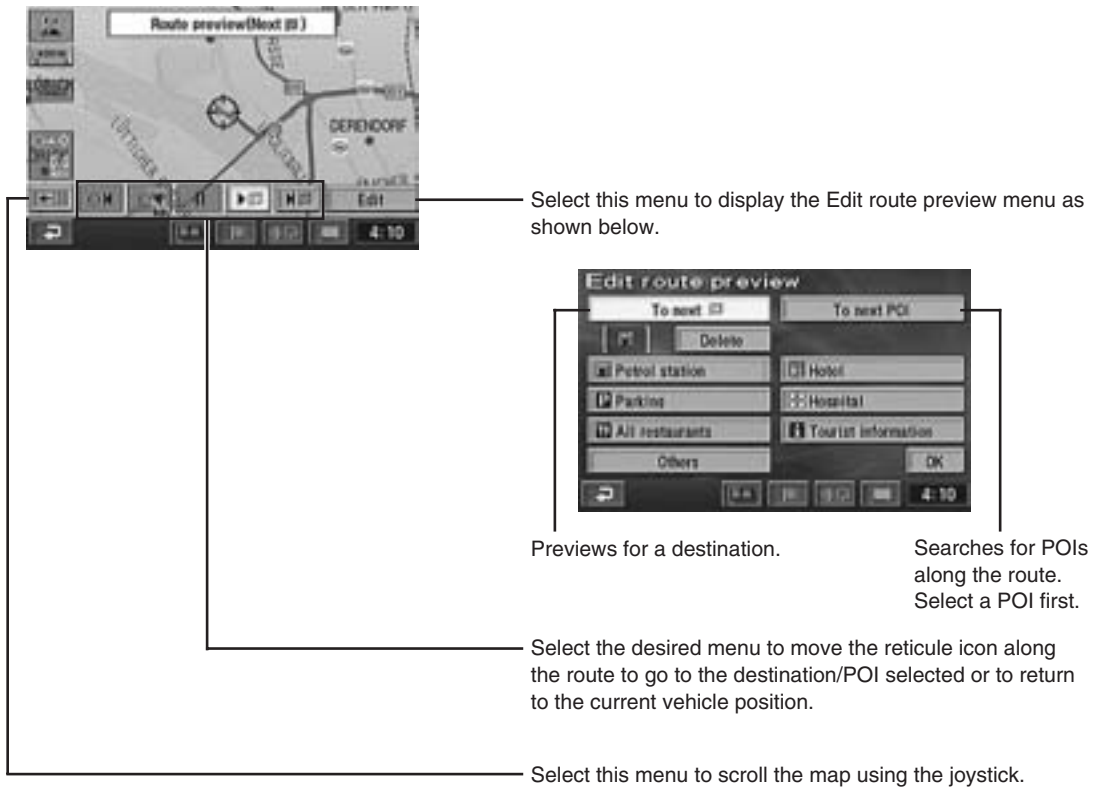 Route preview(Next )
DERENDORF
Edit
4:10
Select this menu to display the Edit route preview menu as
shown below.
Edit route preview
To next
To next POI
Delete
Petrol station
Hotel
Parking
Hospital
All restaurants
Tourist information
Others
OK
4:10
Previews for a destination.
Searches for POIs
along the route.
Select a POI first.
Select the desired menu to move the reticule icon along
the route to go to the destination/POI selected or to return
to the current vehicle position.
Select this menu to scroll the map using the joystick.